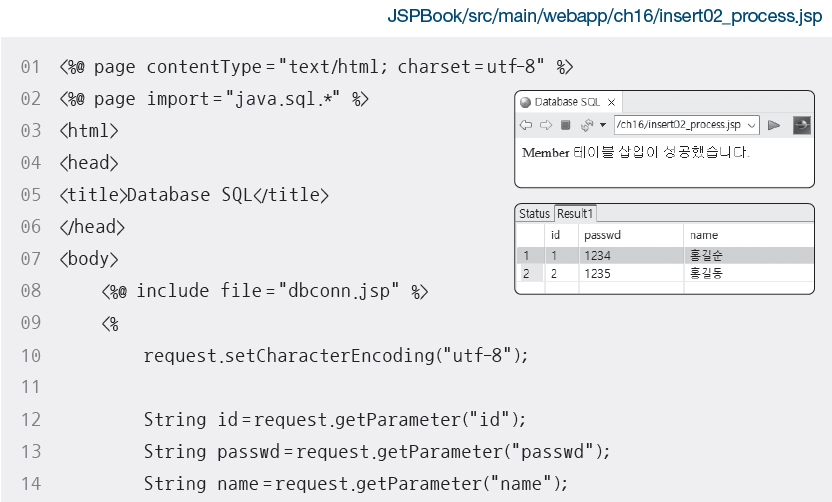 JSPBook/src/main/webapp/ch16/insert02_process.jsp
01 <%@ page contentType="text/html; charset=utf-8" %>
02 <%@ page import="java.sql.*" %>
03 <html>
04 <head>
05 <title>Database SQL</title>
06 </head>
07 <body>
08 <%@ include file="dbconn.jsp" %>
09 <%
10 request.setCharacterEncoding("utf-8");
11
12 String id=request.getParameter("id");
13 String passwd=request.getParameter("passwd");
14 String name=request.getParameter("name");
Database SQL
/ch16/insert02_process.jsp
Member 테이블 삽입이 성공했습니다.
Status Result1
id passwd name
1 1 1234 홍길순
2 2 1235 홍길동